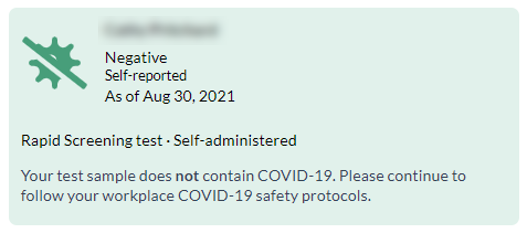 Negative
Self-reported
As of Aug 30, 2021
Rapid Screening test · Self-administered
Your test sample does not contain COVID-19. Please continue to
follow your workplace COVID-19 safety protocols.